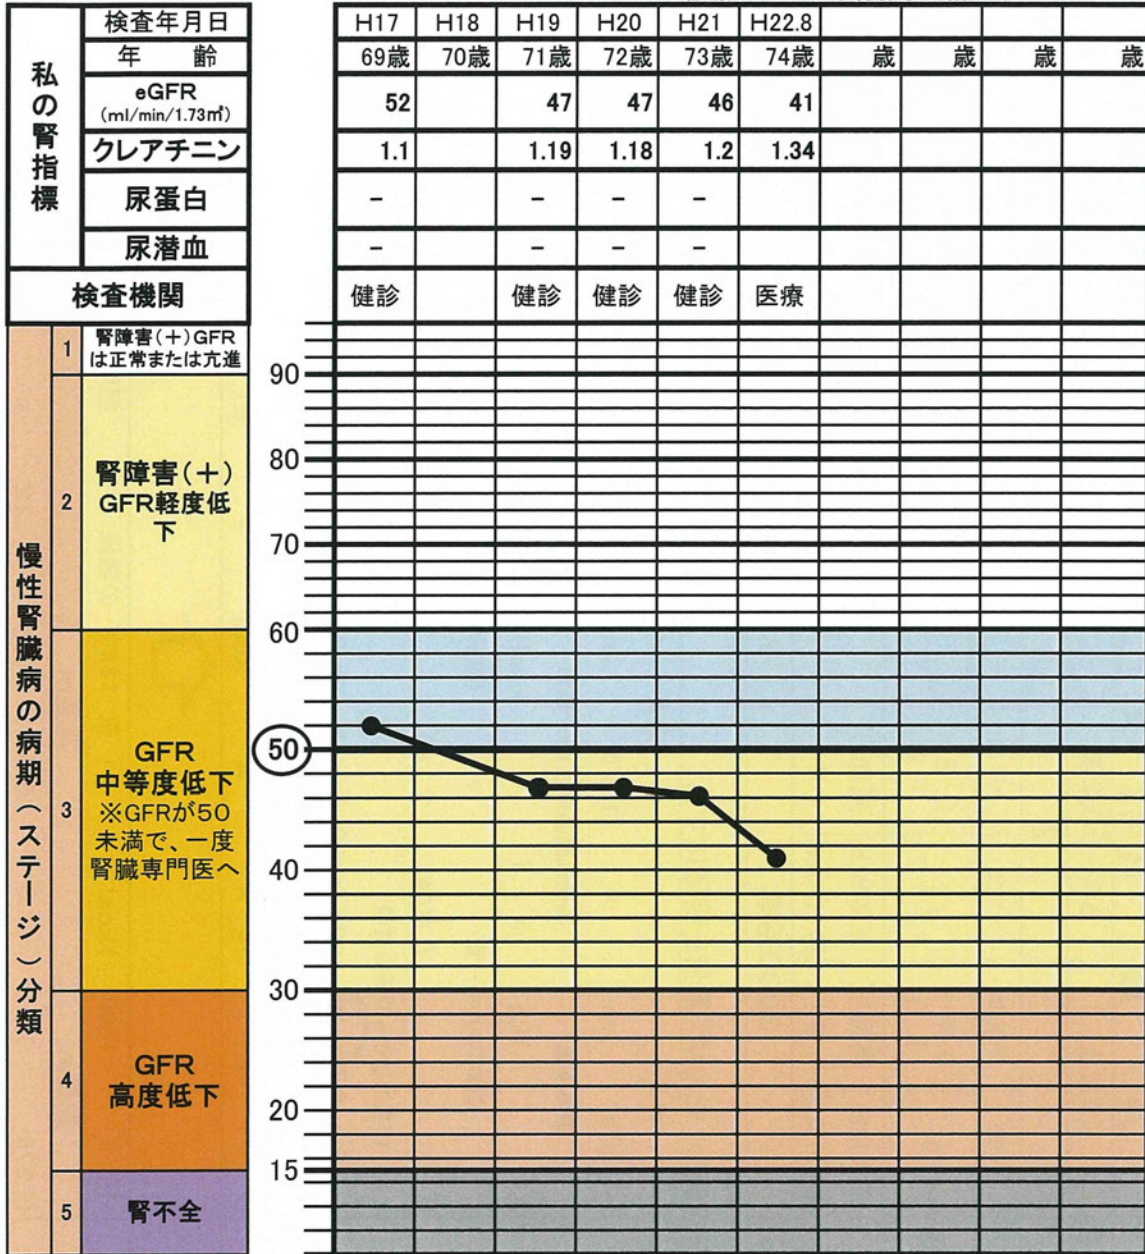 検査年月日 H17 H18 H19 H20 H21 H22.8
年齢 69歳 70歳 71歳 72歳 73歳 74歳 歳 歳 歳 歳
私の腎指標
eGFR
(ml/min/1.73㎡)
52 47 47 46 41
クレアチニン 1.1 1.19 1.18 1.2 1.34
尿蛋白 − − − −
尿潜血 − − − −
検査機関 健診 健診 健診 健診 医療
慢性腎臓病の病期(ステージ)分類
1
腎障害(+)GFR
は正常または亢進
90
80
2
腎障害(+)
GFR軽度低
下
70
60
50
3
GFR
中等度低下
※GFRが50
未満で、一度
腎臓専門医へ
40
30
4
GFR
高度低下
20
15
5
腎不全